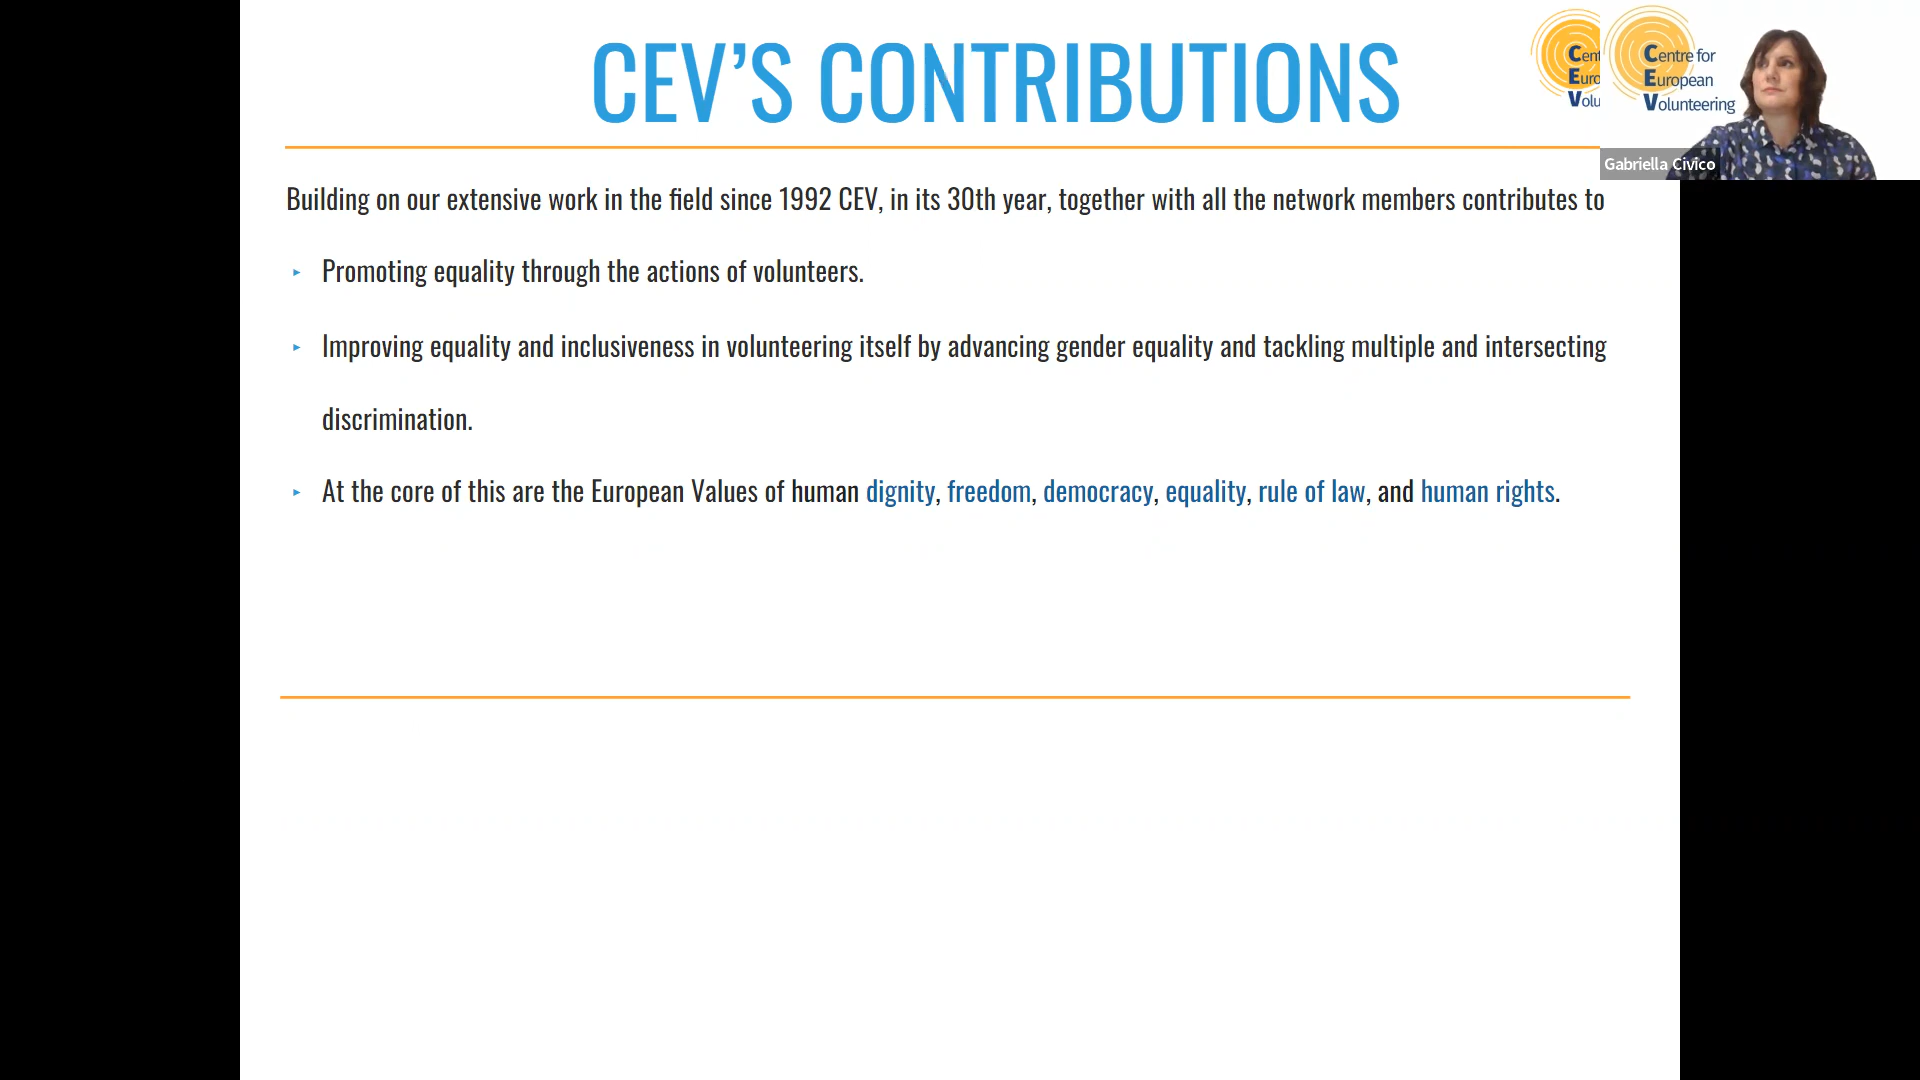 CEV’S CONTRIBUTIONS
Cent
Euro
Volu
Centre for
European
Volunteering
Gabriella Civico
Building on our extensive work in the field since 1992 CEV, in its 30th year, together with all the network members contributes to
▸ Promoting equality through the actions of volunteers.
▸ Improving equality and inclusiveness in volunteering itself by advancing gender equality and tackling multiple and intersecting
discrimination.
▸ At the core of this are the European Values of human dignity, freedom, democracy, equality, rule of law, and human rights.